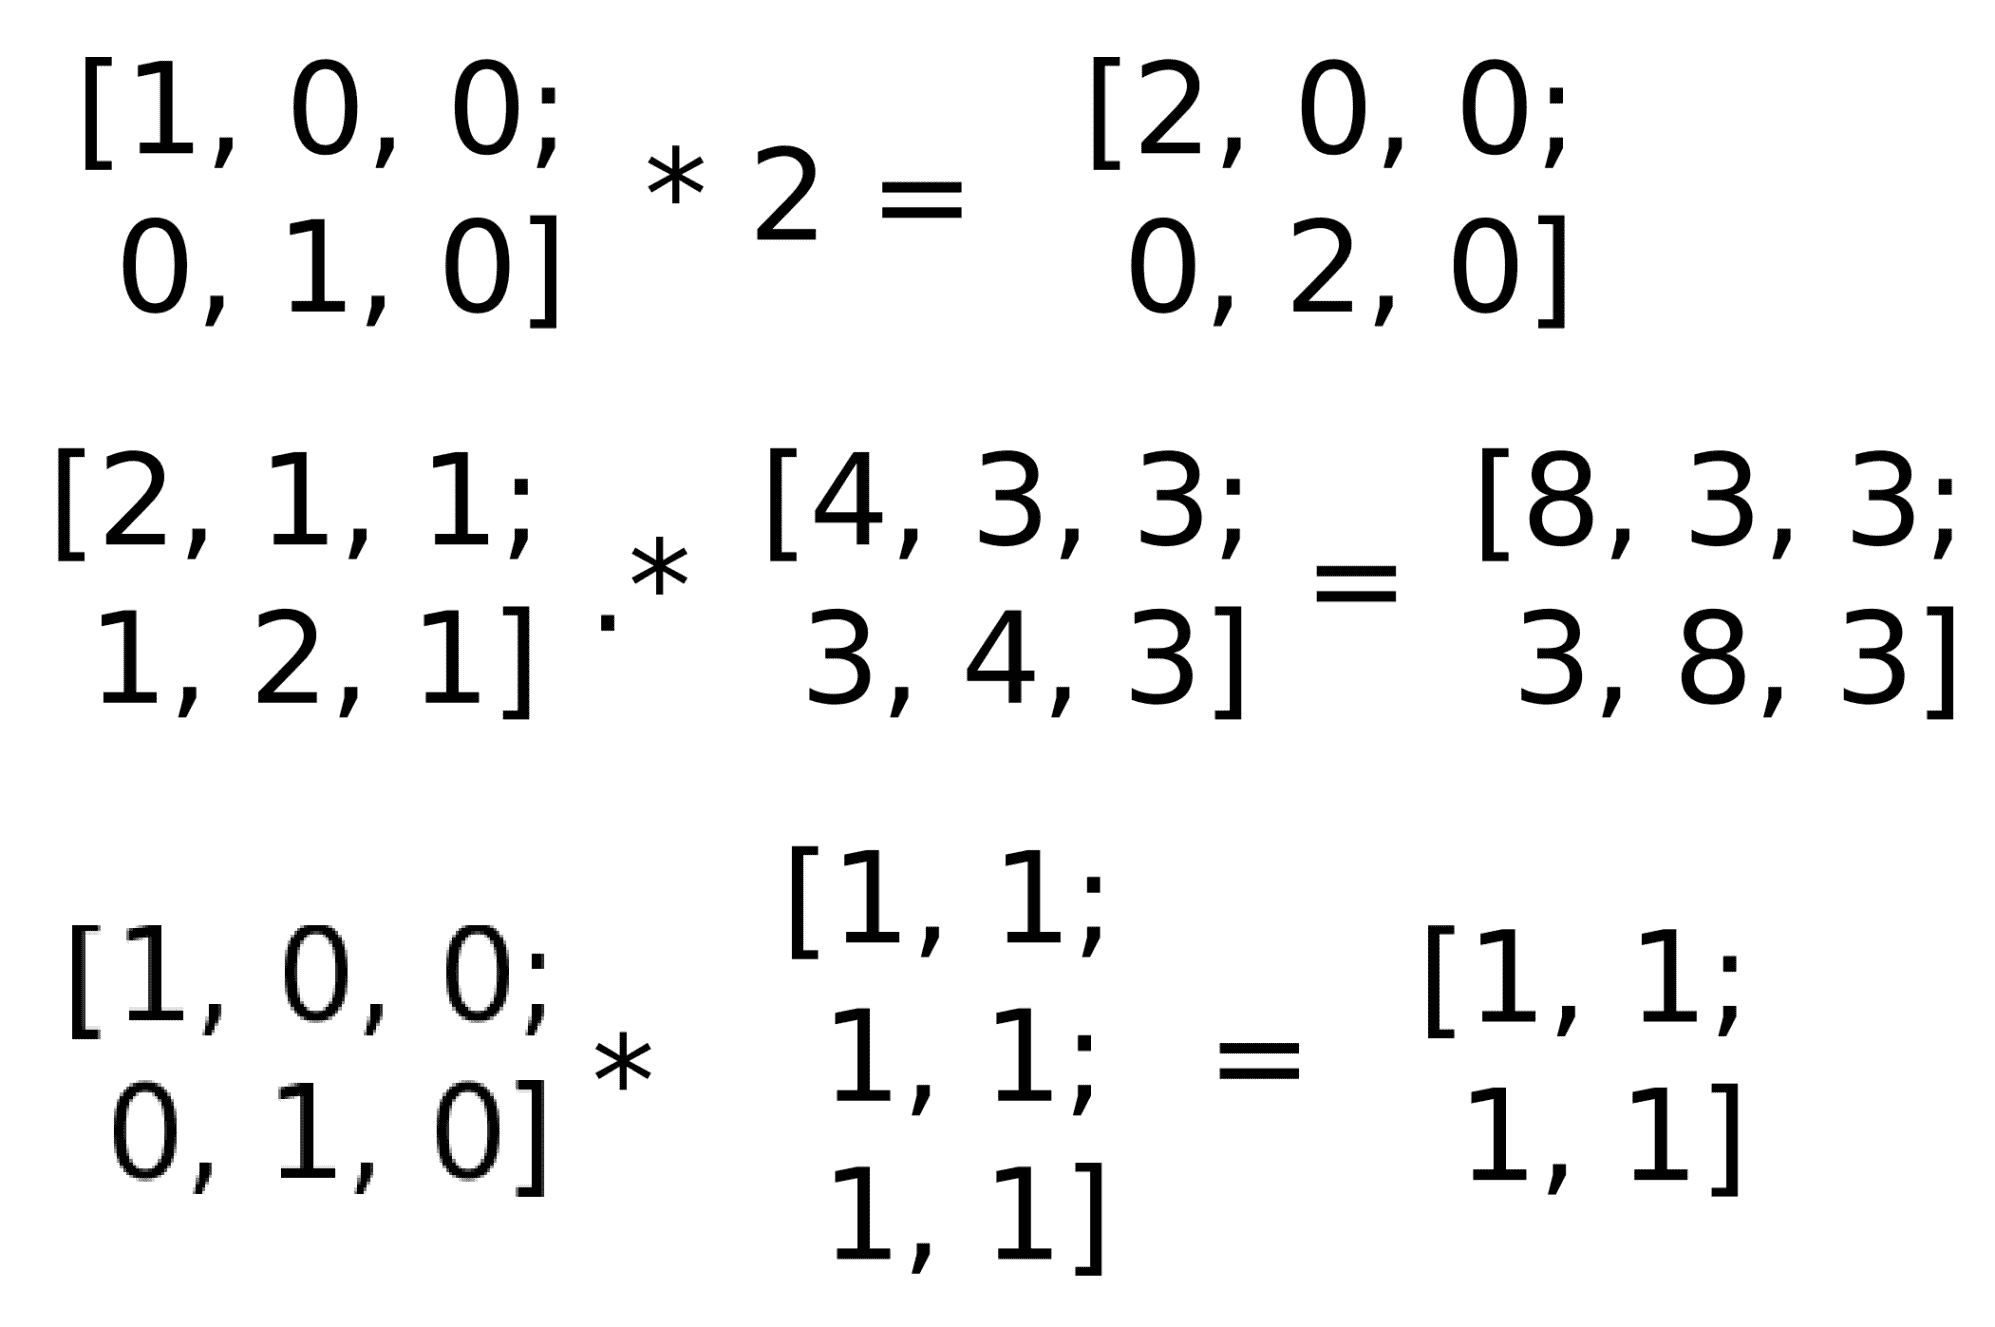 [1, 0, 0; * 2 = [2, 0, 0;
0, 1, 0] 0, 2, 0]
[2, 1, 1; .* [4, 3, 3; = [8, 3, 3;
1, 2, 1] 3, 4, 3] 3, 8, 3]
[1, 1;
[1, 0, 0; * 1, 1; = [1, 1;
0, 1, 0] 1, 1] 1, 1]